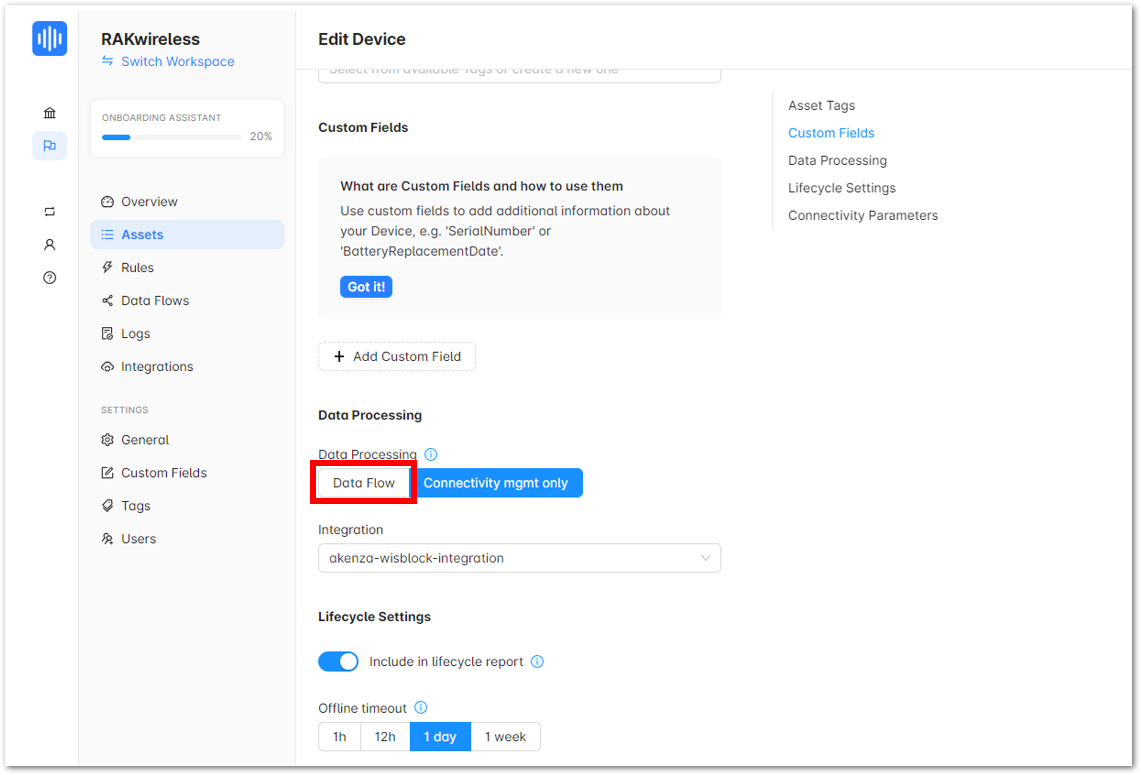 RAKwireless
Switch Workspace
ONBOARDING ASSISTANT
20%
Overview
Assets
Rules
Data Flows
Logs
Integrations
SETTINGS
General
Custom Fields
Tags
Users
Edit Device
Select from available Tags or create a new one
Custom Fields
What are Custom Fields and how to use them
Use custom fields to add additional information about
your Device, e.g. 'SerialNumber' or
'BatteryReplacementDate'.
Got it!
Add Custom Field
Data Processing
Data Processing
Data Flow
Connectivity mgmt only
Integration
akenza-wisblock-integration
Lifecycle Settings
Include in lifecycle report
Offline timeout
1h
12h
1 day
1 week
Asset Tags
Custom Fields
Data Processing
Lifecycle Settings
Connectivity Parameters